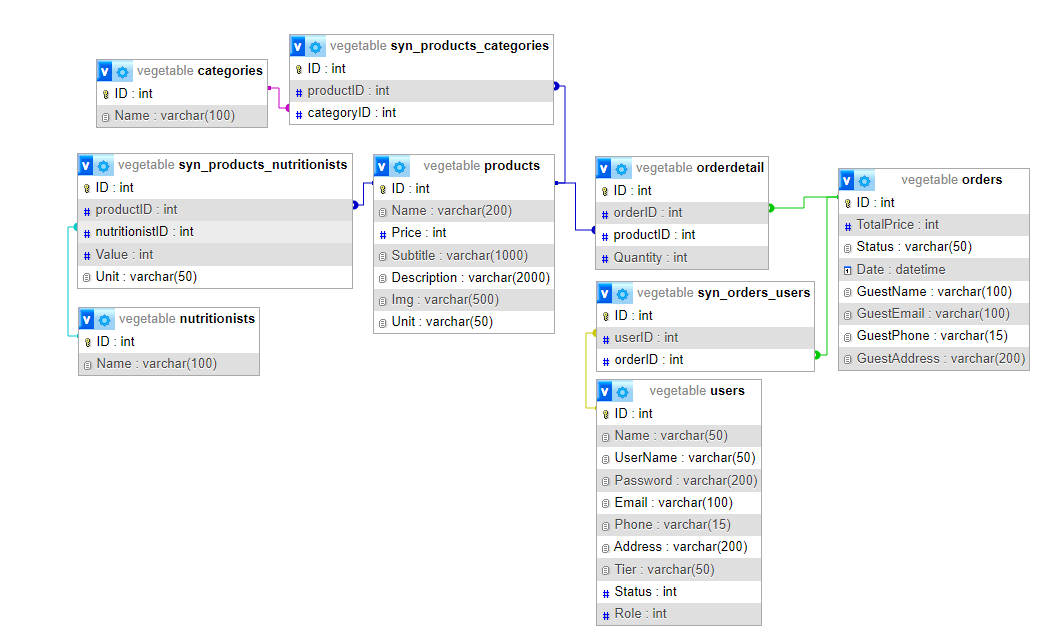 vegetable categories
ID : int
Name : varchar(100)
vegetable syn_products_categories
ID : int
productID : int
categoryID : int
vegetable syn_products_nutritionists
ID : int
productID : int
nutritionistID : int
Value : int
Unit : varchar(50)
vegetable nutritionists
ID : int
Name : varchar(100)
vegetable products
ID : int
Name : varchar(200)
Price : int
Subtitle : varchar(1000)
Description : varchar(2000)
Img : varchar(500)
Unit : varchar(50)
vegetable orderdetail
ID : int
orderID : int
productID : int
Quantity : int
vegetable syn_orders_users
ID : int
userID : int
orderID : int
vegetable users
ID : int
Name : varchar(50)
UserName : varchar(50)
Password : varchar(200)
Email : varchar(100)
Phone : varchar(15)
Address : varchar(200)
Tier : varchar(50)
Status : int
Role : int
vegetable orders
ID : int
TotalPrice : int
Status : varchar(50)
Date : datetime
GuestName : varchar(100)
GuestEmail : varchar(100)
GuestPhone : varchar(15)
GuestAddress : varchar(200)